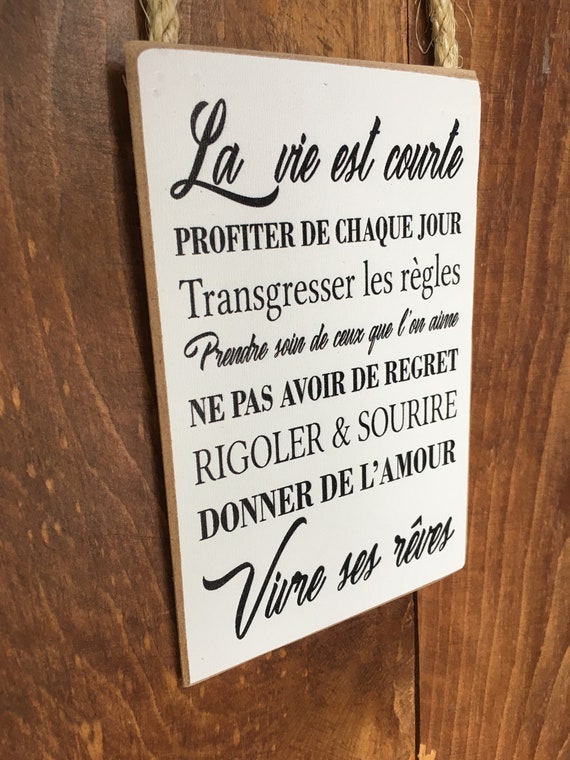 La vie est courte
PROFITER DE CHAQUE JOUR
Transgresser les règles
Prendre soin de ceux que l'on aime
NE PAS AVOIR DE REGRET
RIGOLER & SOURIRE
DONNER DE L'AMOUR
Vivre ses rêves